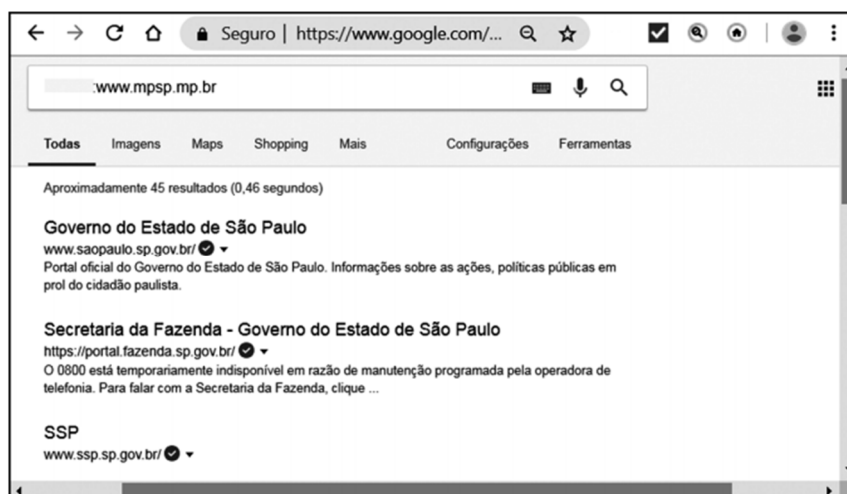 Seguro | https://www.google.com/...
:www.mpsp.mp.br
Todas Imagens Maps Shopping Mais Configurações Ferramentas
Aproximadamente 45 resultados (0,46 segundos)
Governo do Estado de São Paulo
www.saopaulo.sp.gov.br/
Portal oficial do Governo do Estado de São Paulo. Informações sobre as ações, políticas públicas em
prol do cidadão paulista.
Secretaria da Fazenda - Governo do Estado de São Paulo
https://portal.fazenda.sp.gov.br/
O 0800 está temporariamente indisponível em razão de manutenção programada pela operadora de
telefonia. Para falar com a Secretaria da Fazenda, clique ...
SSP
www.ssp.sp.gov.br/